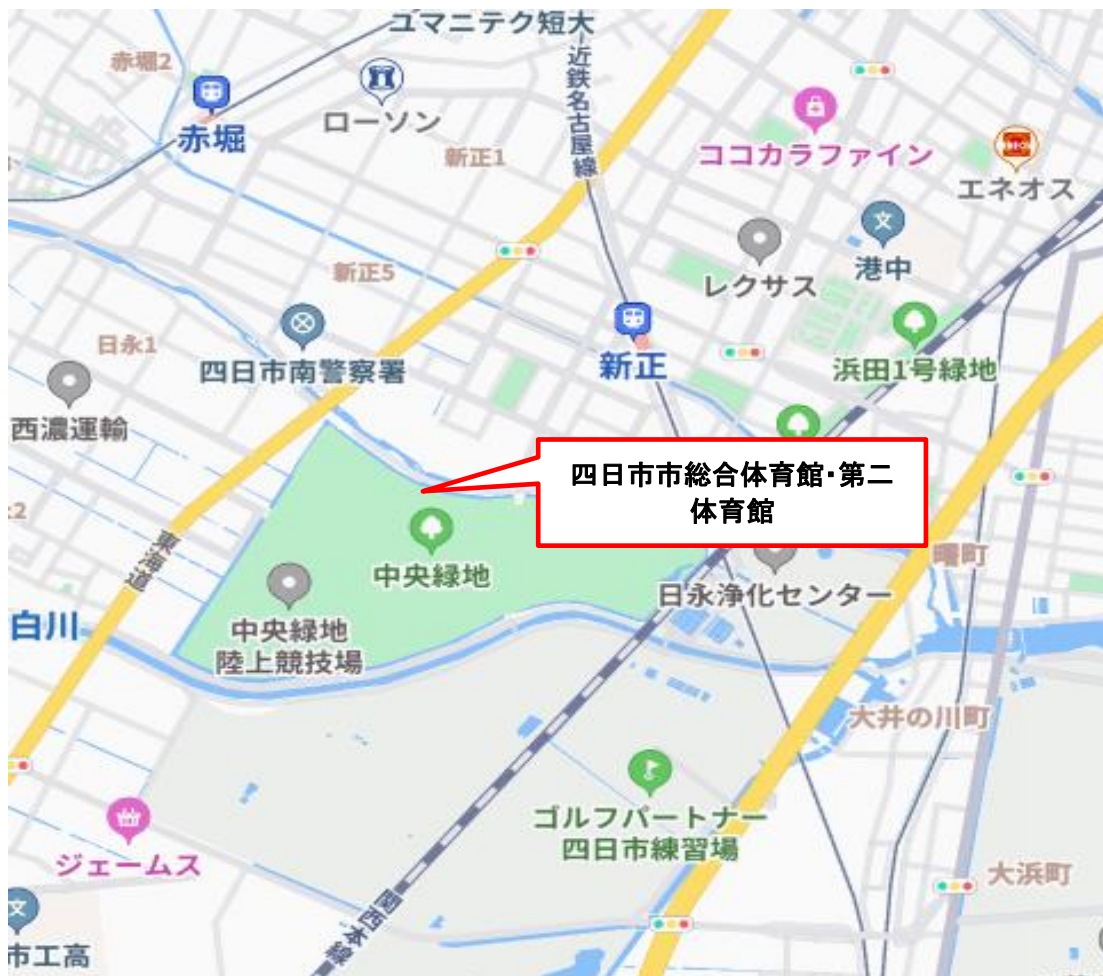 ユマニテク短大
赤堀2
赤堀
ローソン
近鉄名古屋線
新正1
ココカラファイン
エネオス
港中
レクサス
新正5
日永1
四日市南警察署
新正
浜田1号緑地
西濃運輸
四日市市総合体育館・第二
体育館
東海道
中央緑地
日永浄化センター
曙町
白川
中央緑地
陸上競技場
大井の川町
ゴルフパートナー
四日市練習場
ジェームス
大浜町
関西本線
市工高